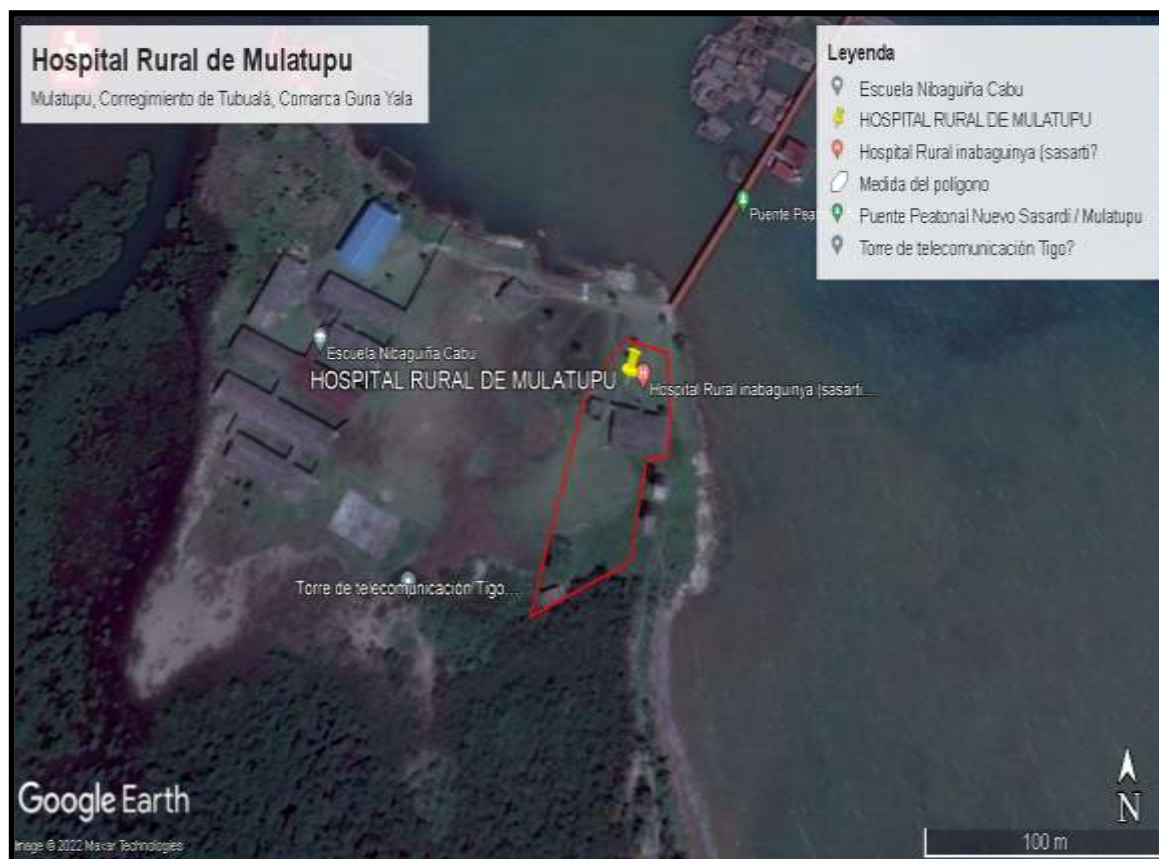 Hospital Rural de Mulatupu
Mulatupu, Corregimiento de Tubualá, Comarca Guna Yala
Leyenda
Escuela Nibaguiña Cabu
HOSPITAL RURAL DE MULATUPU
Hospital Rural inabaguinya (sasarti?
Medida del polígono
Puente Peatonal Nuevo Sasardí / Mulatupu
Torre de telecomunicación Tigo?
Puente Pea
Escuela Nibaguiña Cabu
HOSPITAL RURAL DE MULATUPU
Hospital Rural inabaguinya (sasarti...
Torre de telecomunicación Tigo...
Google Earth
Image © 2022 Maxar Technologies
N
100 m